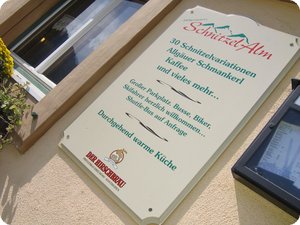 Schnitzel-Alm
30 Schnitzelvariationen
Allgäuer Schmankerl
Kaffee
und vieles mehr...
Großer Parkplatz, Busse, Biker,
Skifahrer herzlich willkommen...
Shuttle-Bus auf Anfrage
Durchgehend warme Küche
DER HIRSCHBRÄU